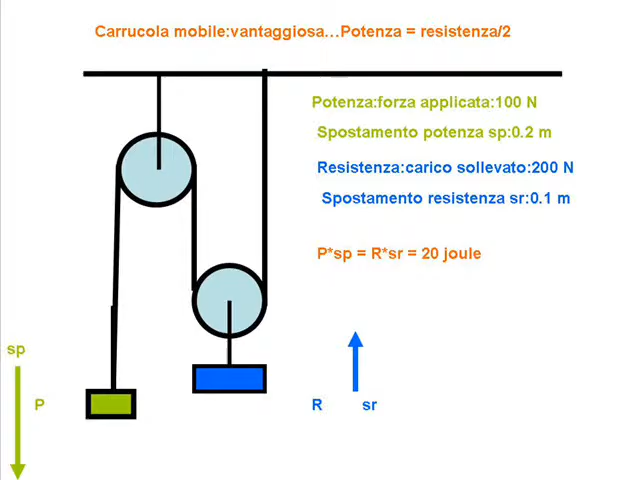 Carrucola mobile:vantaggiosa...Potenza = resistenza/2
Potenza:forza applicata:100 N
Spostamento potenza sp:0.2 m
Resistenza:carico sollevato:200 N
Spostamento resistenza sr:0.1 m
P*sp = R*sr = 20 joule
sp
P
R
sr